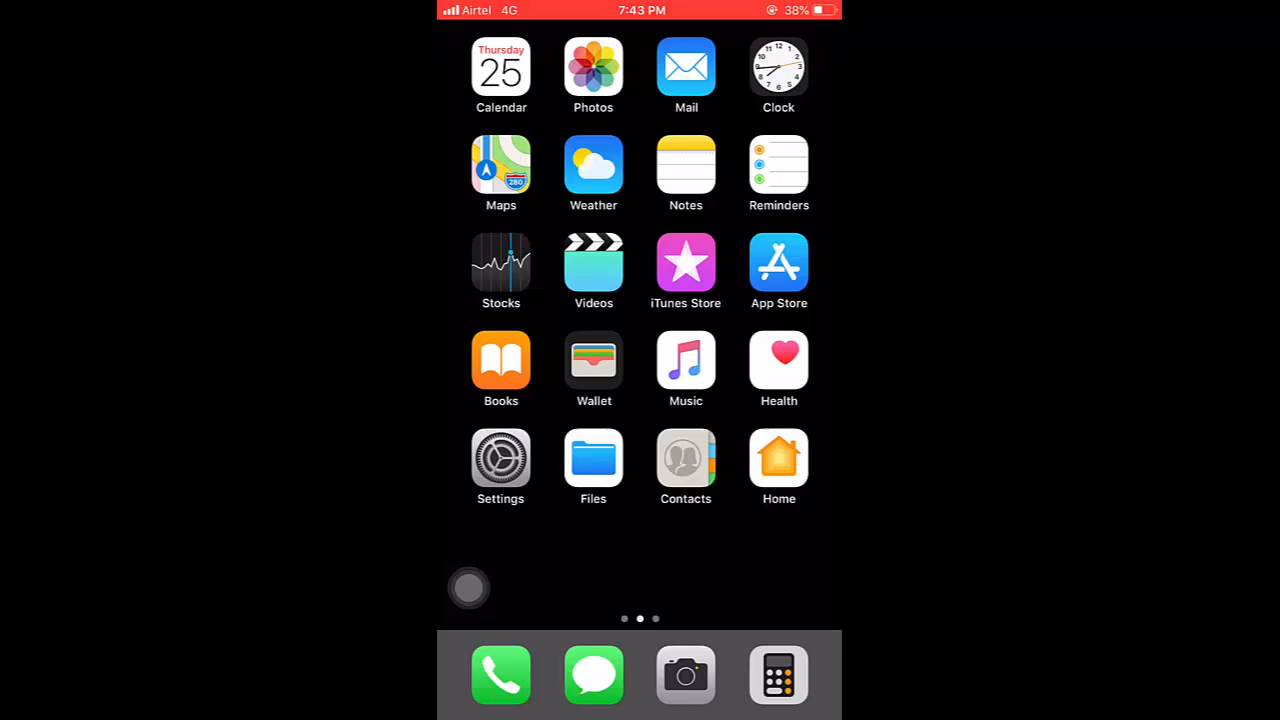 Airtel 4G 7:43 PM 38%
Thursday
25
Calendar Photos Mail Clock
280
Maps Weather Notes Reminders
Stocks Videos iTunes Store App Store
Books Wallet Music Health
Settings Files Contacts Home